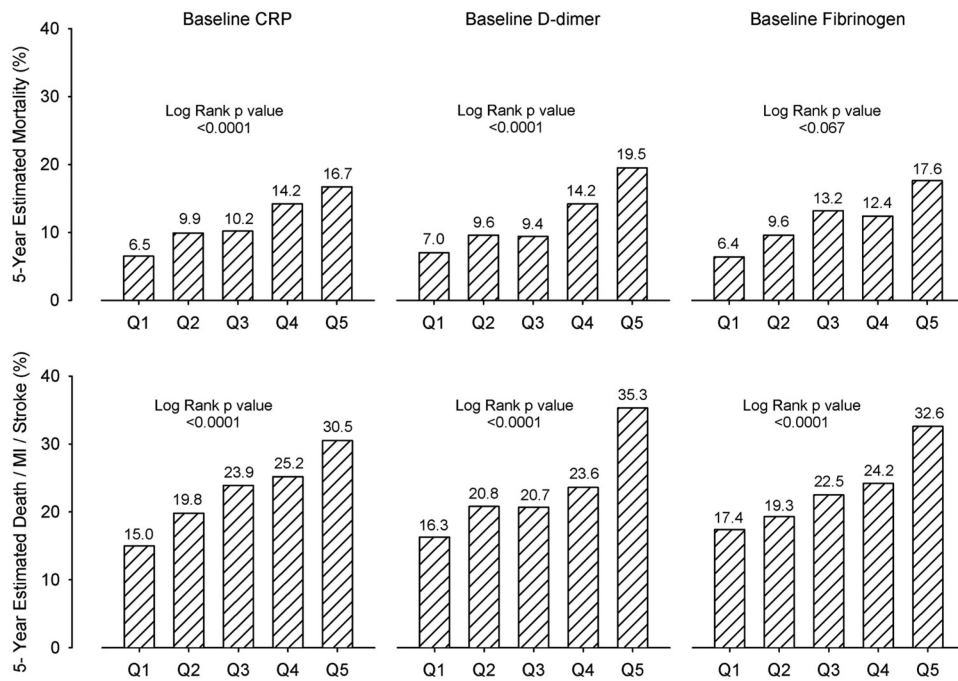 Baseline CRP
Baseline D-dimer
Baseline Fibrinogen
5-Year Estimated Mortality (%)
40
30
20
10
0
Log Rank p value
<0.0001
6.5
9.9
10.2
14.2
16.7
Q1
Q2
Q3
Q4
Q5
Log Rank p value
<0.0001
7.0
9.6
9.4
14.2
19.5
Q1
Q2
Q3
Q4
Q5
Log Rank p value
<0.067
6.4
9.6
13.2
12.4
17.6
Q1
Q2
Q3
Q4
Q5
5- Year Estimated Death / MI / Stroke (%)
40
30
20
10
0
Log Rank p value
<0.0001
15.0
19.8
23.9
25.2
30.5
Q1
Q2
Q3
Q4
Q5
Log Rank p value
<0.0001
16.3
20.8
20.7
23.6
35.3
Q1
Q2
Q3
Q4
Q5
Log Rank p value
<0.0001
17.4
19.3
22.5
24.2
32.6
Q1
Q2
Q3
Q4
Q5